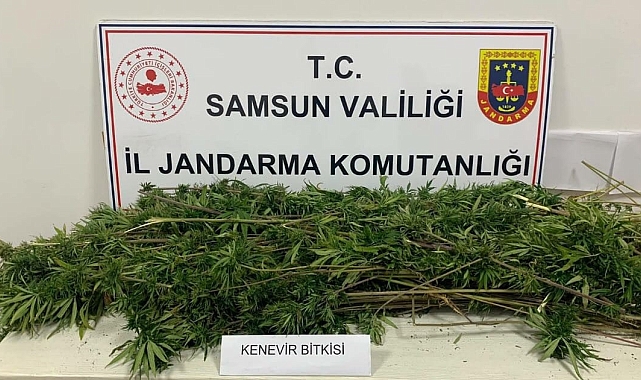 T.C.
SAMSUN VALİLİĞİ
İL JANDARMA KOMUTANLIĞI
JANDARMA
KENEVİR BİTKİSİ